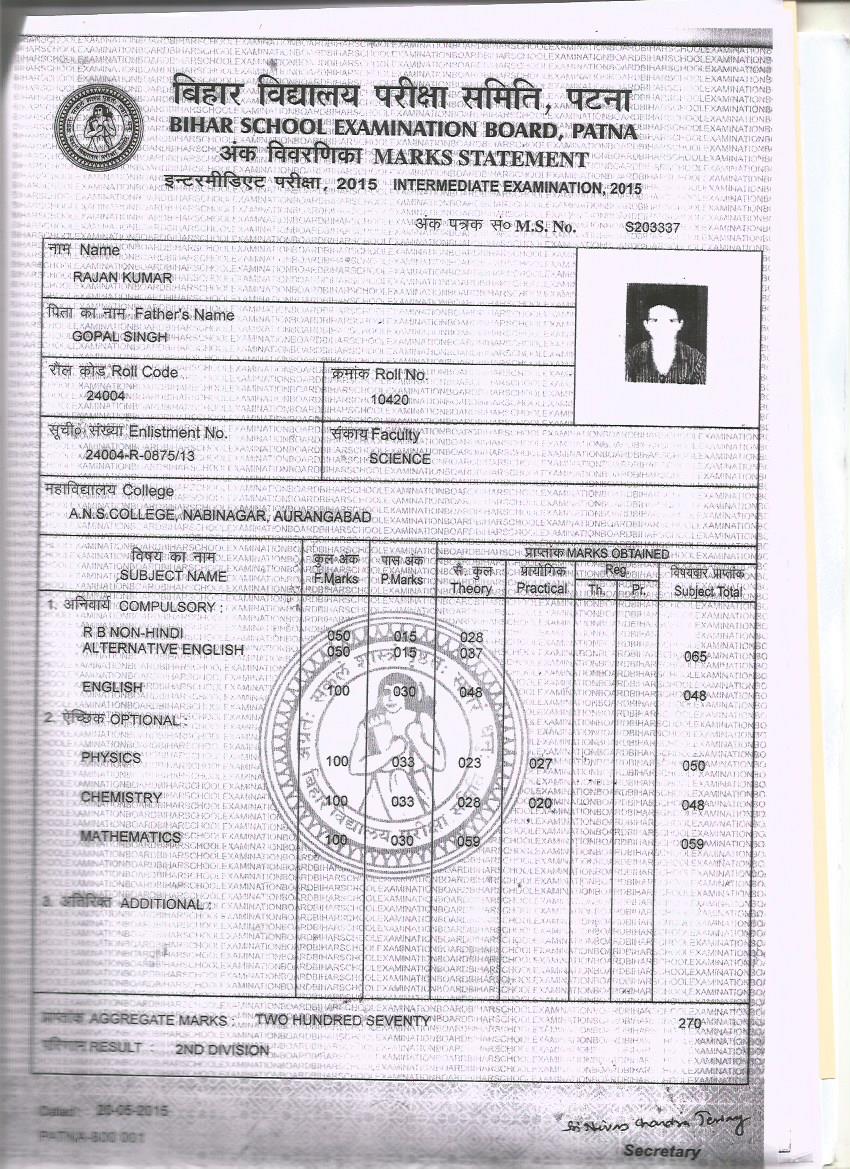 बिहार विद्यालय परीक्षा समिति, पटना
BIHAR SCHOOL EXAMINATION BOARD, PATNA
अंक विवरणिका MARKS STATEMENT
इन्टरमीडिएट परीक्षा, 2015 INTERMEDIATE EXAMINATION, 2015
अंक पत्रक सं० M.S. No. S203337
नाम Name
RAJAN KUMAR
पिता का नाम Father's Name
GOPAL SINGH
रौल कोड Roll Code क्रमांक Roll No.
24004 10420
सूची० संख्या Enlistment No. संकाय Faculty
24004-R-0875/13 SCIENCE
महाविद्यालय College
A.N.S.COLLEGE, NABINAGAR, AURANGABAD
प्राप्तांक MARKS OBTAINED
विषय का नाम कुल अंक पास अंक सै. कुल प्रायोगिक Reg. विषयवार प्राप्तांक
SUBJECT NAME F.Marks P.Marks Theory Practical Th. Pr. Subject Total
1. अनिवार्य COMPULSORY :
R B NON-HINDI 050 015 028
ALTERNATIVE ENGLISH 050 015 037 065
ENGLISH 100 030 048 048
2. ऐच्छिक OPTIONAL :
PHYSICS 100 033 023 027 050
CHEMISTRY 100 033 028 020 048
MATHEMATICS 100 030 059 059
3. अतिरिक्त ADDITIONAL :
प्राप्तांक AGGREGATE MARKS : TWO HUNDRED SEVENTY 270
परिणाम RESULT : 2ND DIVISION
Dated : 20-05-2015
PATNA-800 001
Secretary